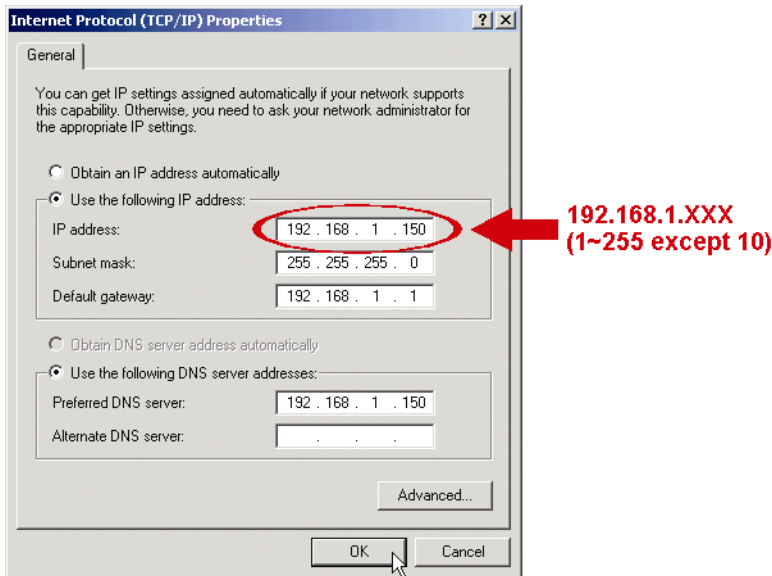 Internet Protocol (TCP/IP) Properties
General
You can get IP settings assigned automatically if your network supports
this capability. Otherwise, you need to ask your network administrator for
the appropriate IP settings.
Obtain an IP address automatically
Use the following IP address:
IP address: 192 . 168 . 1 . 150
192.168.1.XXX
(1~255 except 10)
Subnet mask: 255 . 255 . 255 . 0
Default gateway: 192 . 168 . 1 . 1
Obtain DNS server address automatically
Use the following DNS server addresses:
Preferred DNS server: 192 . 168 . 1 . 150
Alternate DNS server: . . .
Advanced...
OK Cancel